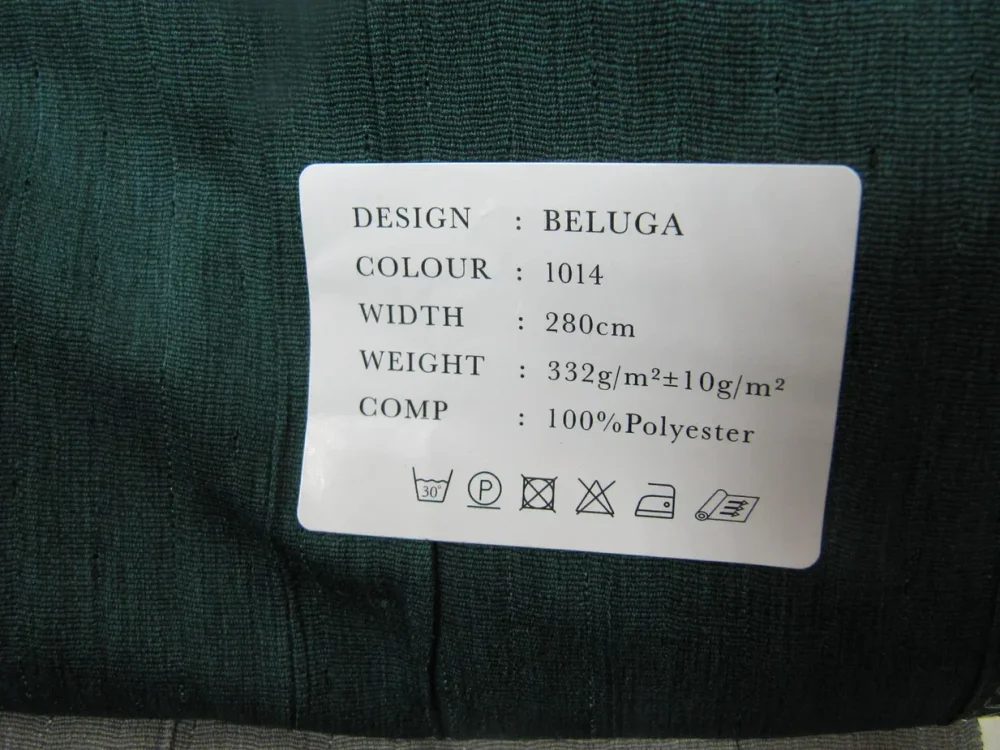 DESIGN : BELUGA
COLOUR : 1014
WIDTH : 280cm
WEIGHT : 332g/m²±10g/m²
COMP : 100%Polyester
30° P